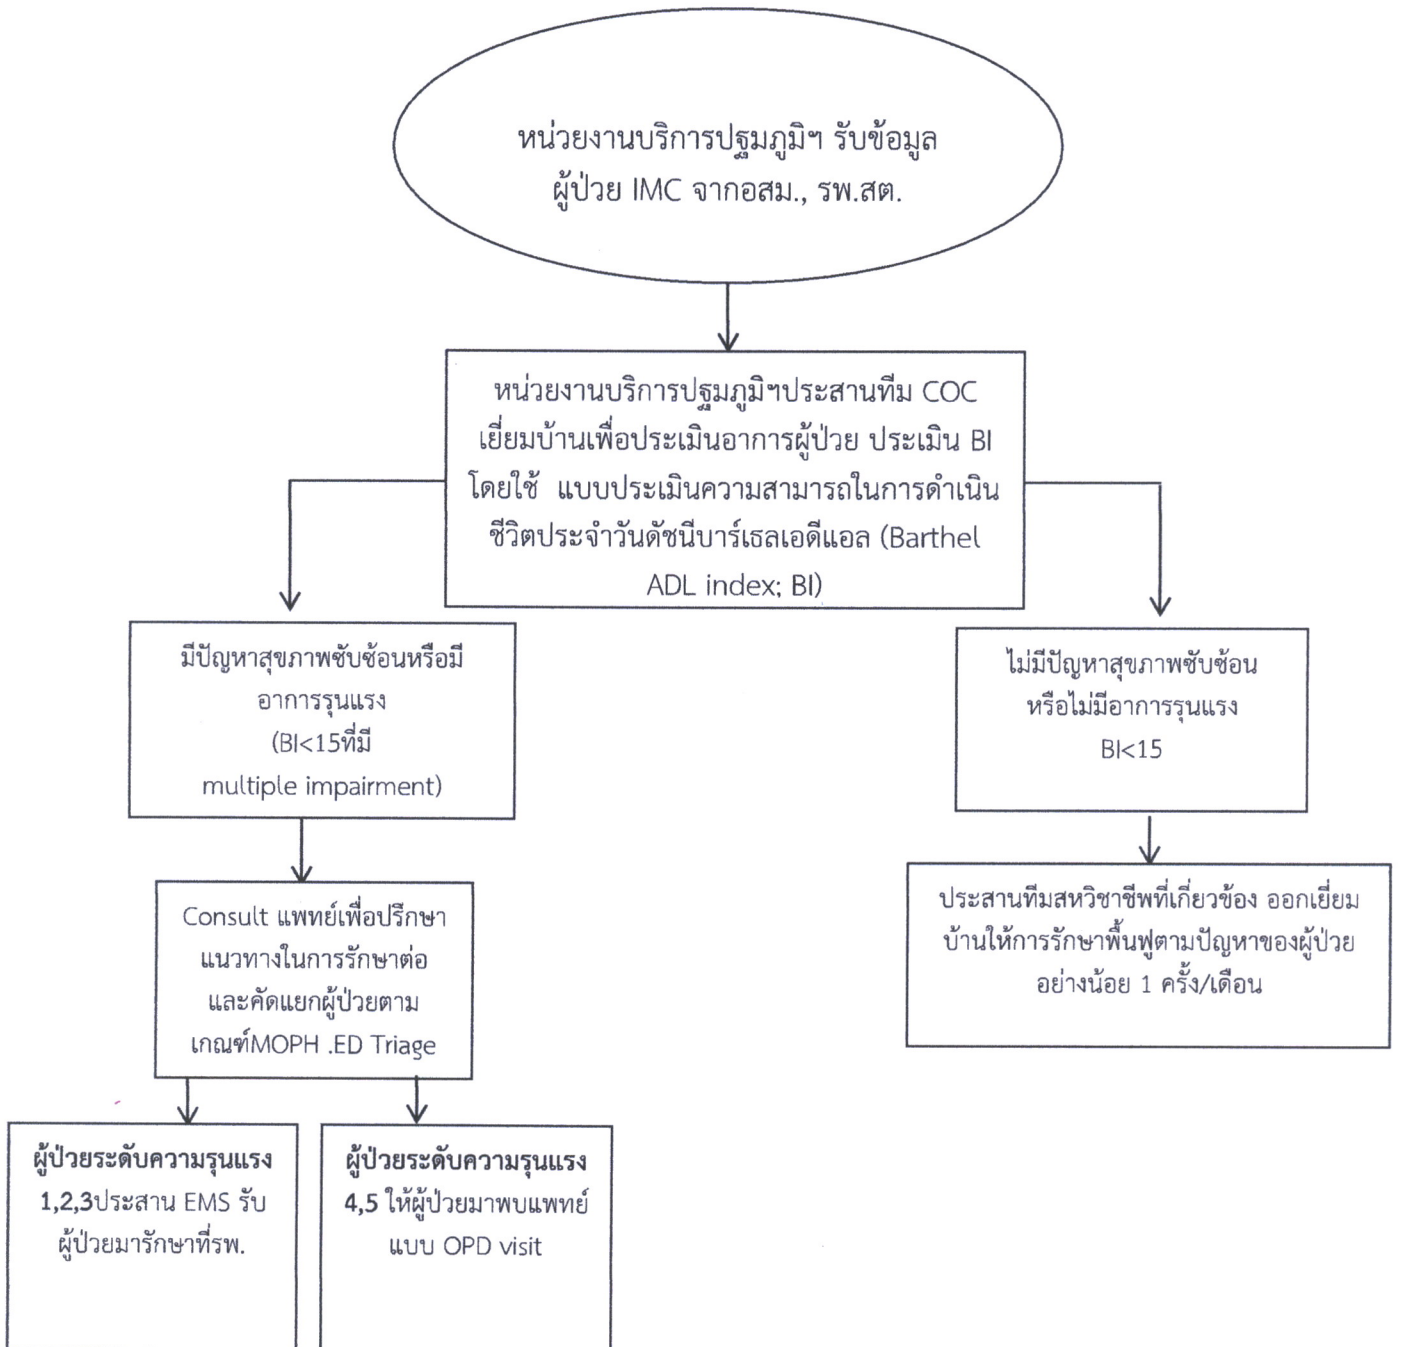 หน่วยงานบริการปฐมภูมิฯ รับข้อมูล
ผู้ป่วย IMC จากอสม., รพ.สต.
หน่วยงานบริการปฐมภูมิฯประสานทีม COC
เยี่ยมบ้านเพื่อประเมินอาการผู้ป่วย ประเมิน BI
โดยใช้ แบบประเมินความสามารถในการดำเนิน
ชีวิตประจำวันดัชนีบาร์เธลเอดีแอล (Barthel
ADL index; BI)
มีปัญหาสุขภาพซับซ้อนหรือมี
อาการรุนแรง
(BI<15ที่มี
multiple impairment)
ไม่มีปัญหาสุขภาพซับซ้อน
หรือไม่มีอาการรุนแรง
BI<15
Consult แพทย์เพื่อปรึกษา
แนวทางในการรักษาต่อ
และคัดแยกผู้ป่วยตาม
เกณฑ์MOPH .ED Triage
ประสานทีมสหวิชาชีพที่เกี่ยวข้อง ออกเยี่ยม
บ้านให้การรักษาพื้นฟูตามปัญหาของผู้ป่วย
อย่างน้อย 1 ครั้ง/เดือน
ผู้ป่วยระดับความรุนแรง
1,2,3ประสาน EMS รับ
ผู้ป่วยมารักษาที่รพ.
ผู้ป่วยระดับความรุนแรง
4,5 ให้ผู้ป่วยมาพบแพทย์
แบบ OPD visit